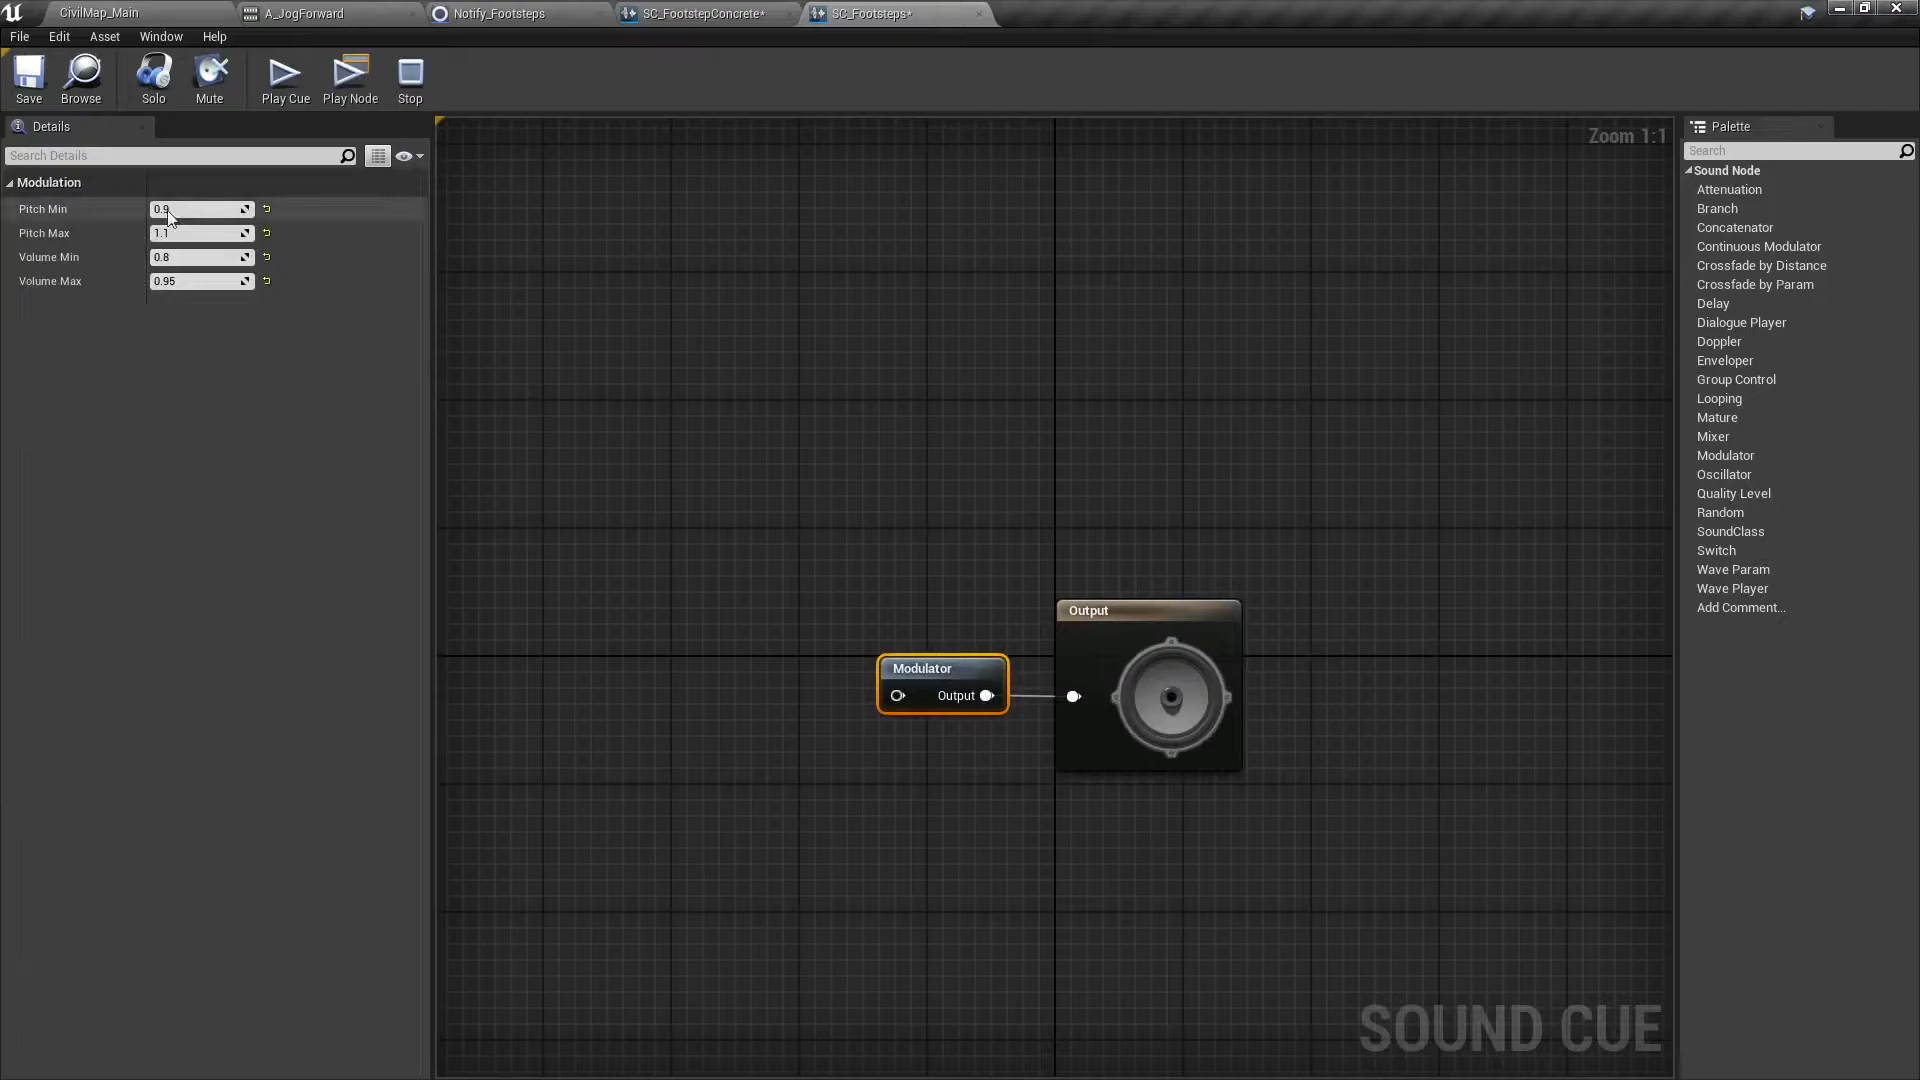 CivilMap_Main
A_JogForward
Notify_Footsteps
SC_FootstepConcrete*
SC_Footsteps*
File Edit Asset Window Help
Save Browse Solo Mute Play Cue Play Node Stop
Details
Search Details
Modulation
Pitch Min 0.9
Pitch Max 1.1
Volume Min 0.8
Volume Max 0.95
Zoom 1:1
Modulator
Output
Output
SOUND CUE
Palette
Search
Sound Node
Attenuation
Branch
Concatenator
Continuous Modulator
Crossfade by Distance
Crossfade by Param
Delay
Dialogue Player
Doppler
Enveloper
Group Control
Looping
Mature
Mixer
Modulator
Oscillator
Quality Level
Random
SoundClass
Switch
Wave Param
Wave Player
Add Comment...